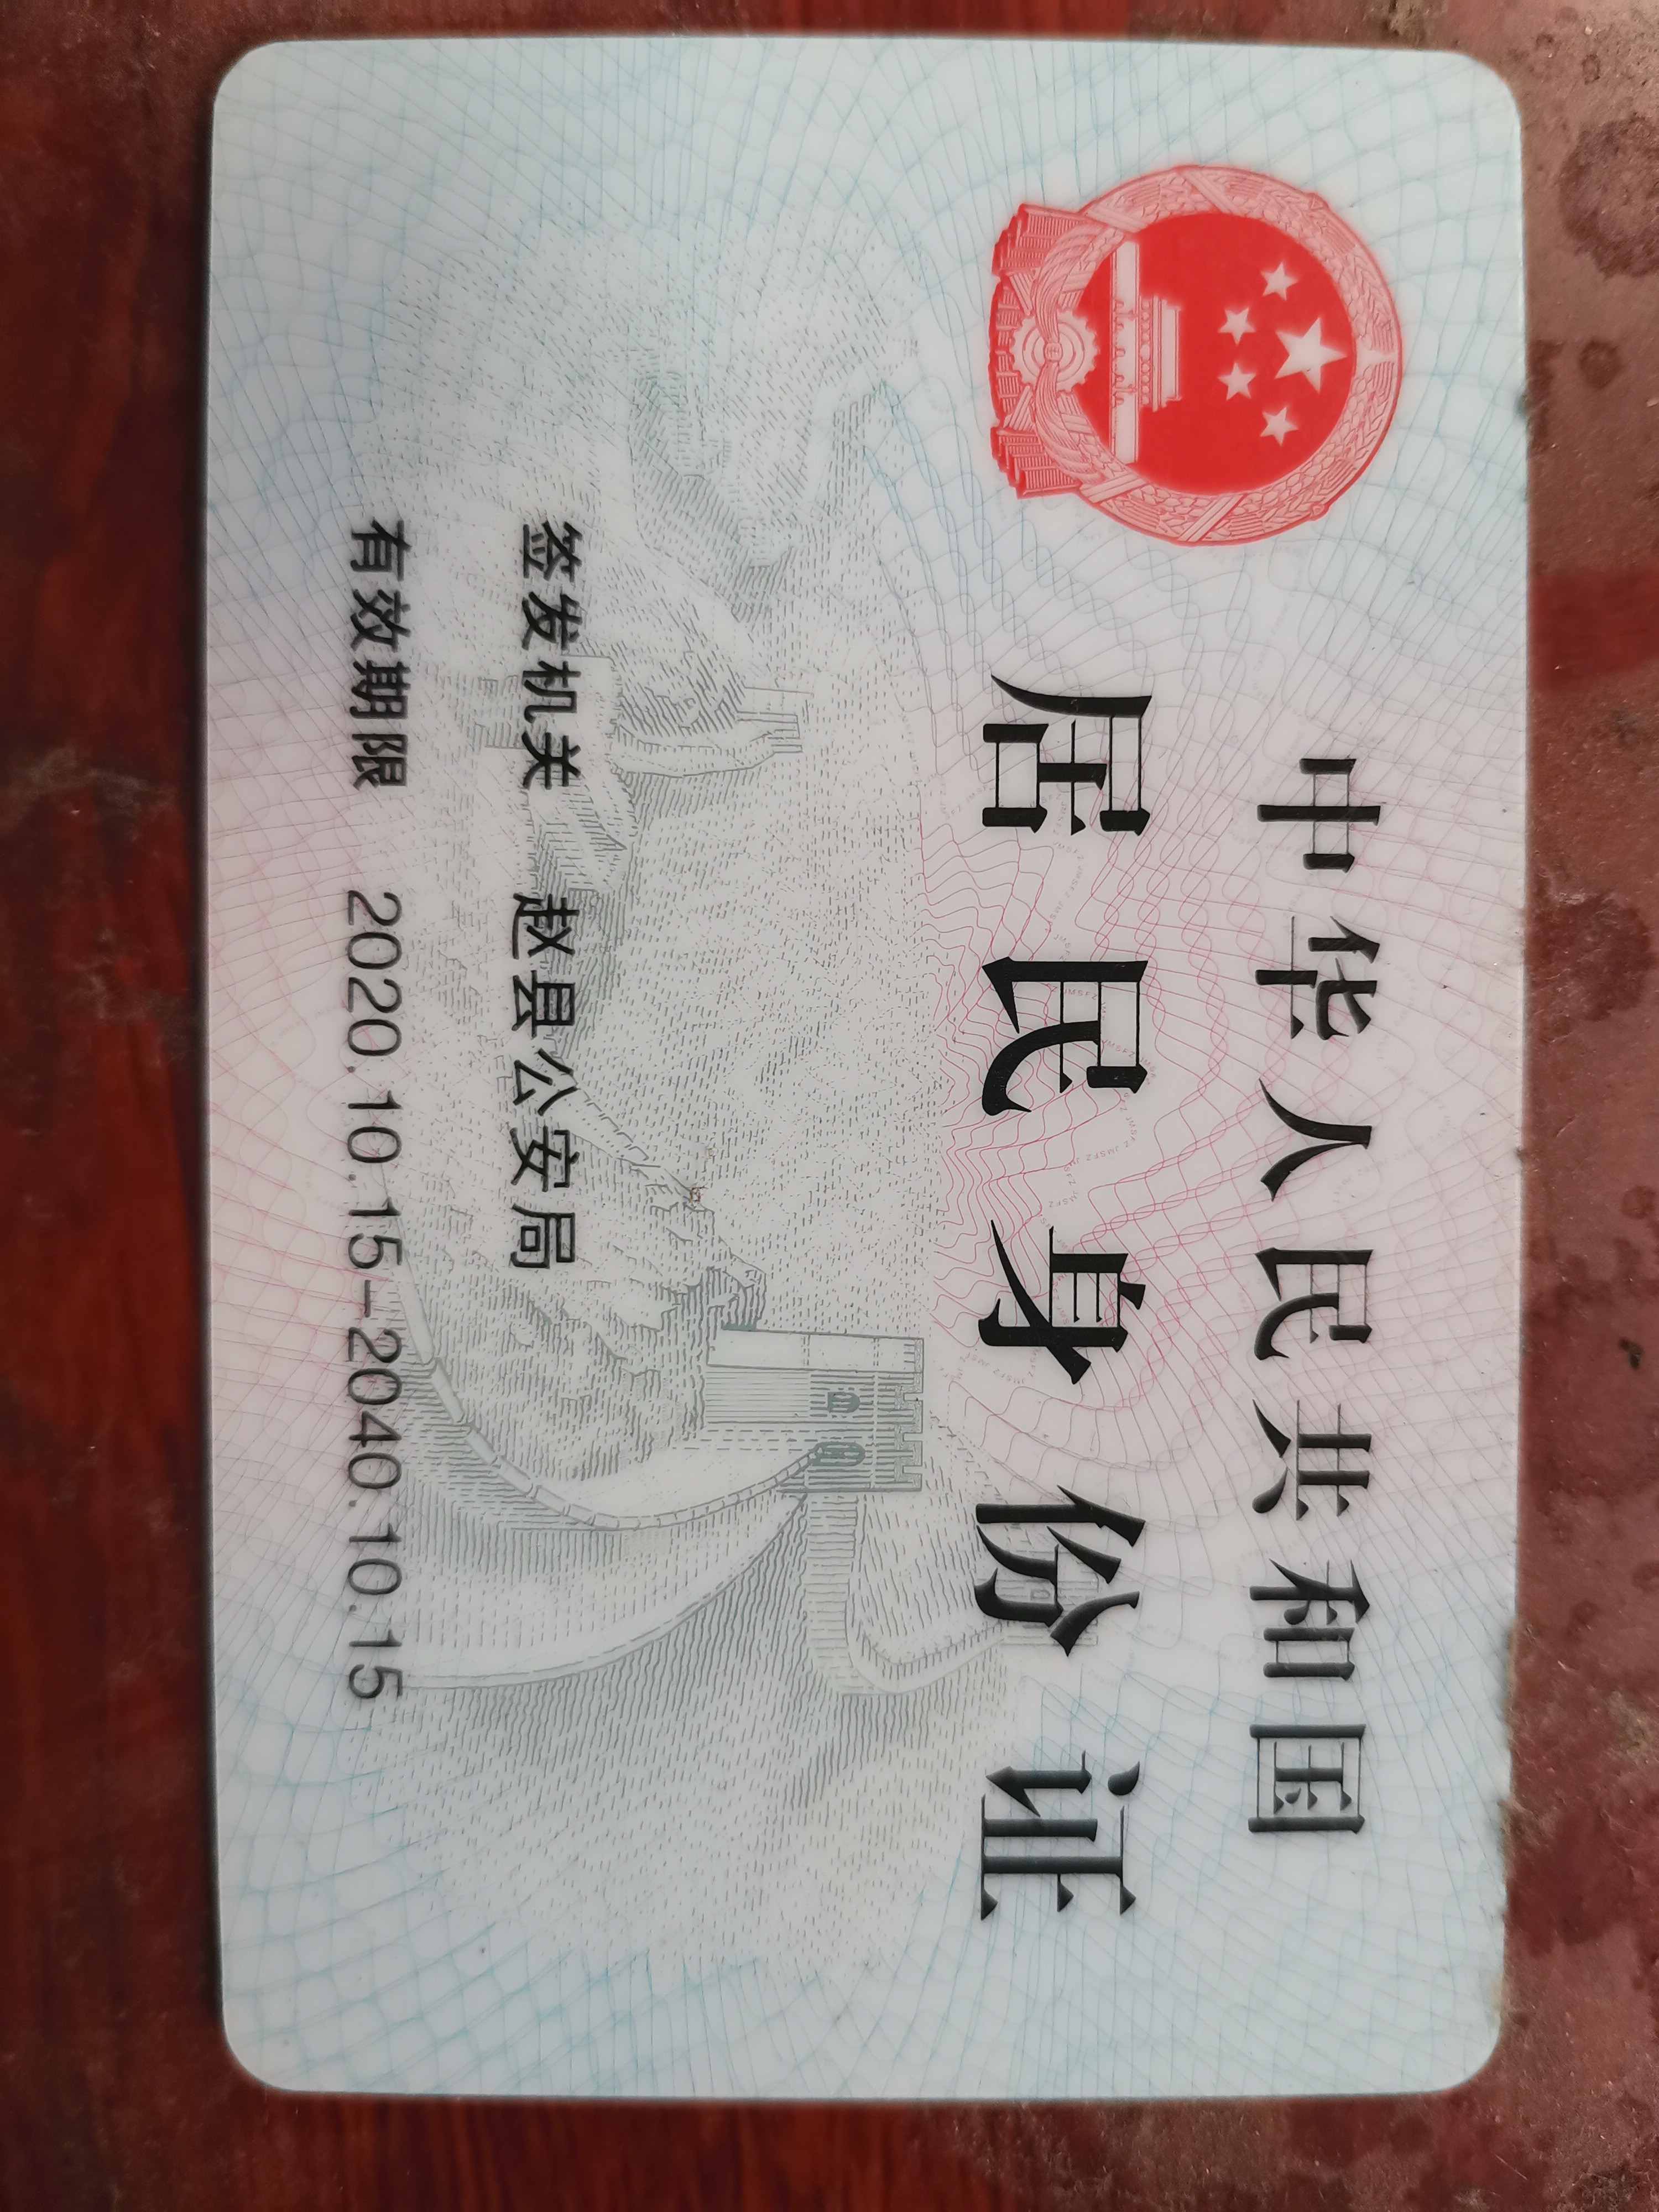 中华人民共和国
居民身份证
签发机关 赵县公安局
有效期限 2020.10.15-2040.10.15